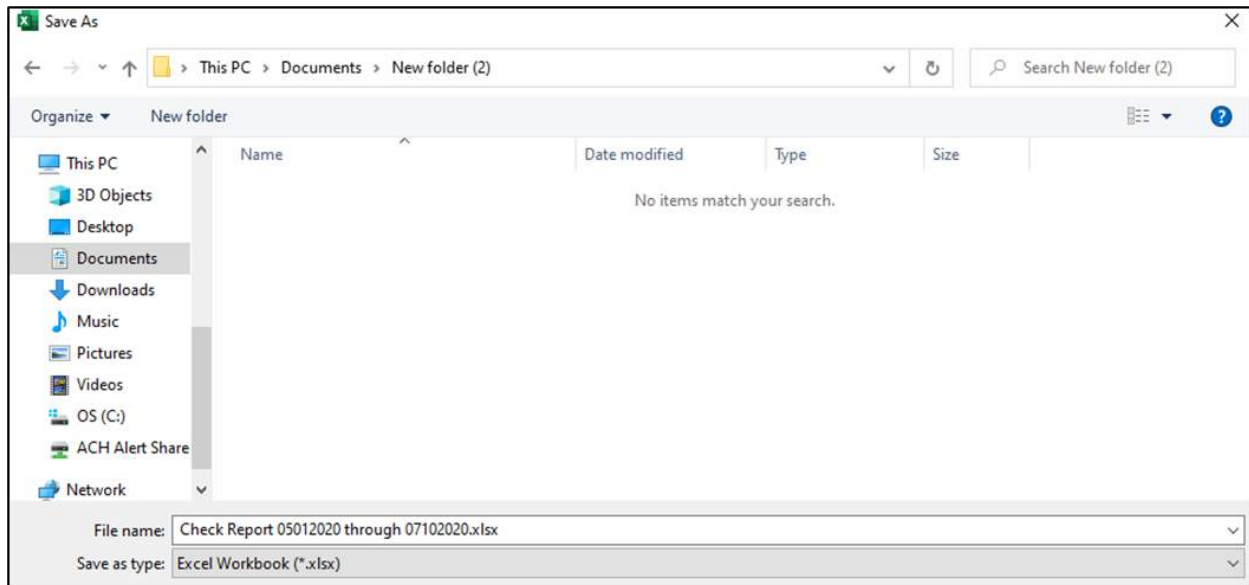 Save As
This PC > Documents > New folder (2)
Search New folder (2)
Organize
New folder
Name
Date modified
Type
Size
No items match your search.
This PC
3D Objects
Desktop
Documents
Downloads
Music
Pictures
Videos
OS (C:)
ACH Alert Share
Network
File name: Check Report 05012020 through 07102020.xlsx
Save as type: Excel Workbook (*.xlsx)